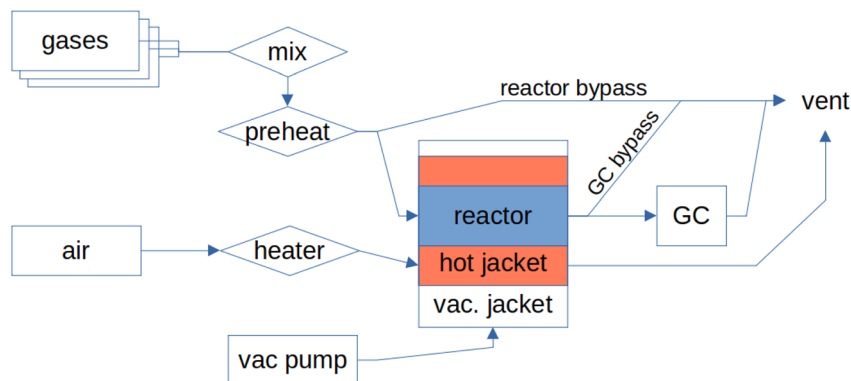 gases
mix
reactor bypass
vent
preheat
GC bypass
reactor
GC
air
heater
hot jacket
vac. jacket
vac pump